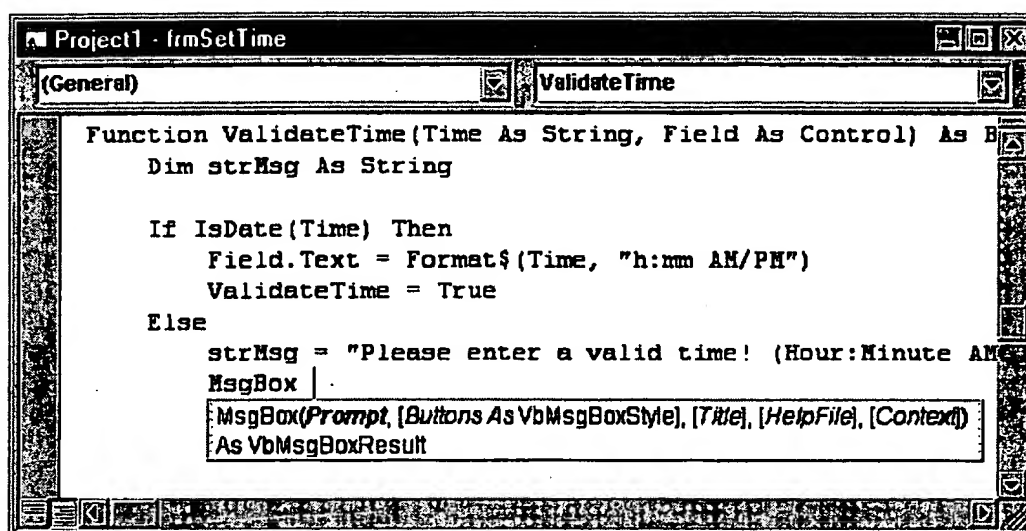 Project1 - frmSetTime
(General)
ValidateTime
Function ValidateTime(Time As String, Field As Control) As B
Dim strMsg As String
If IsDate(Time) Then
Field.Text = Format$(Time, "h:mm AM/PM")
ValidateTime = True
Else
strMsg = "Please enter a valid time! (Hour:Minute AM
MsgBox
MsgBox(Prompt, [Buttons As VbMsgBoxStyle], [Title], [HelpFile], [Context])
As VbMsgBoxResult